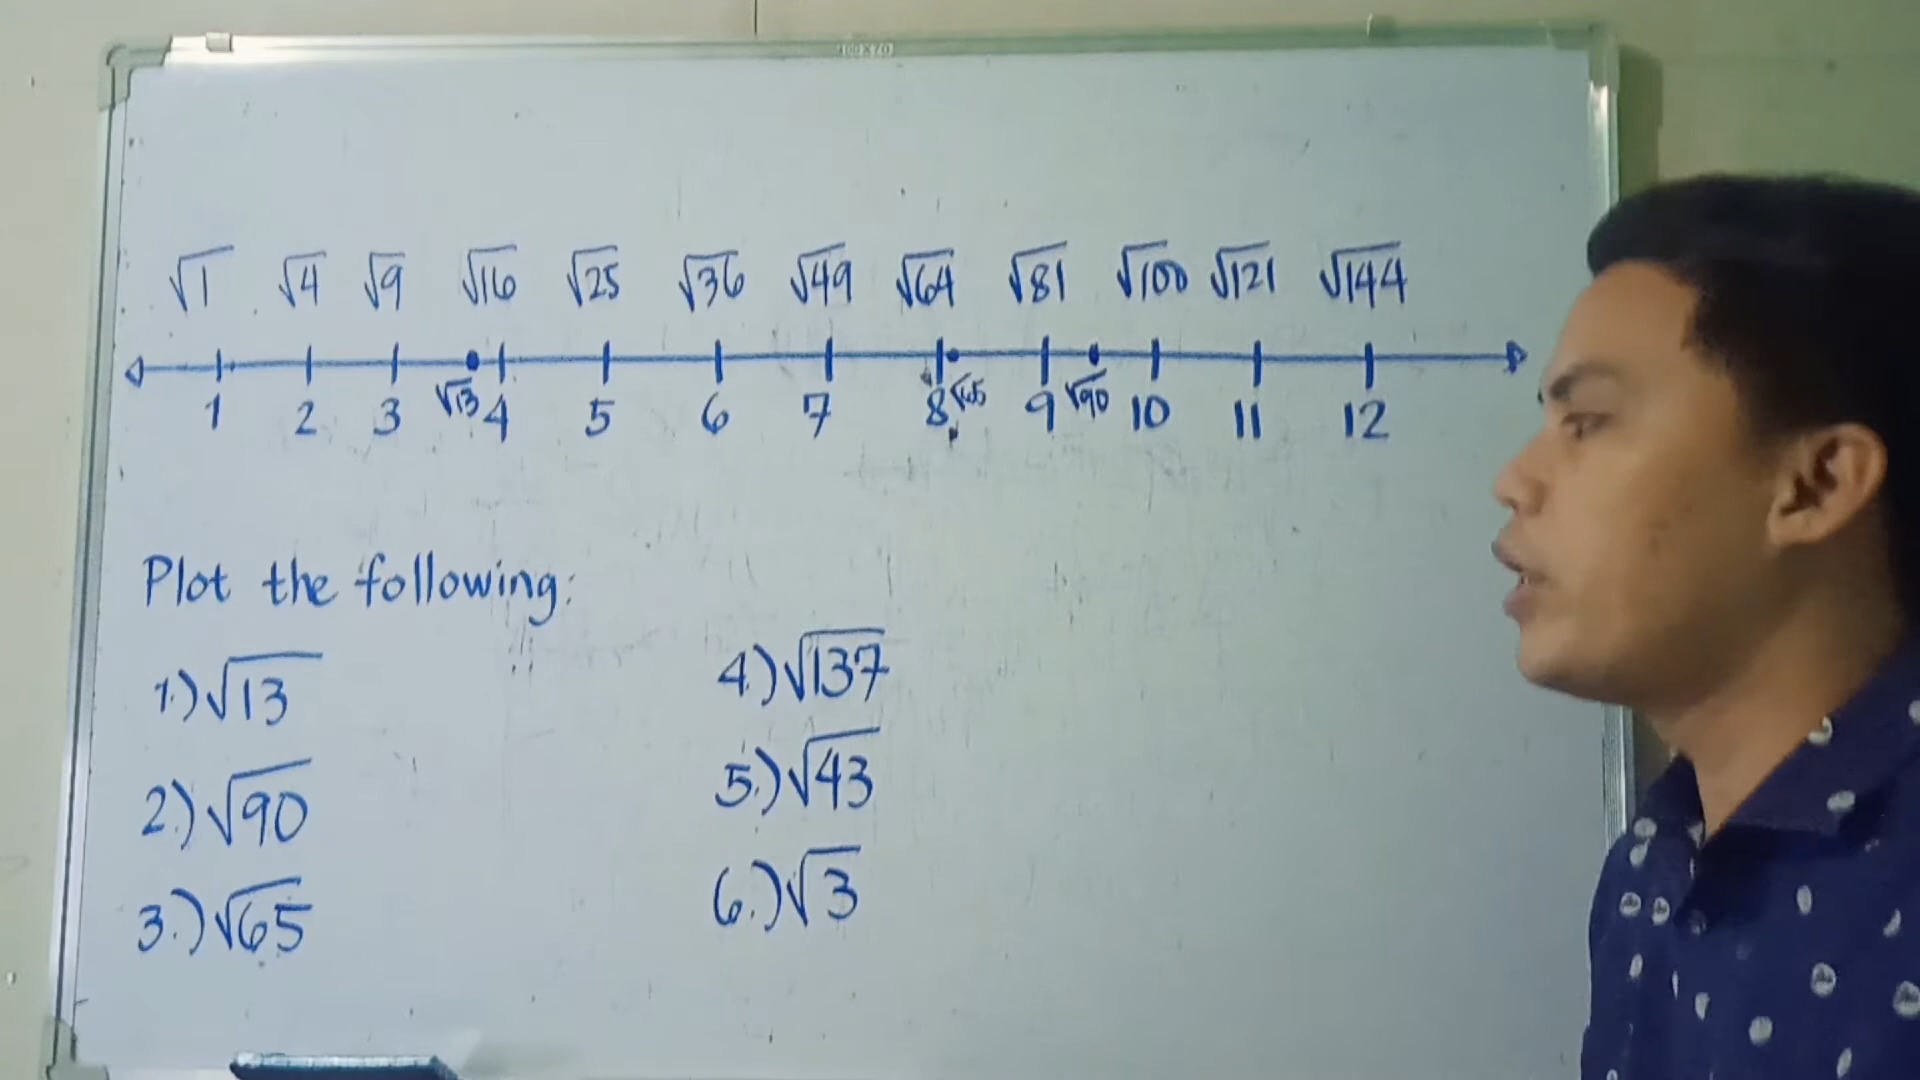 400x70
√1 √4 √9 √16 √25 √36 √49 √64 √81 √100 √121 √144
√13 √65 √90
1 2 3 4 5 6 7 8 9 10 11 12
Plot the following:
1.) √13
2.) √90
3.) √65
4.) √137
5.) √43
6.) √3